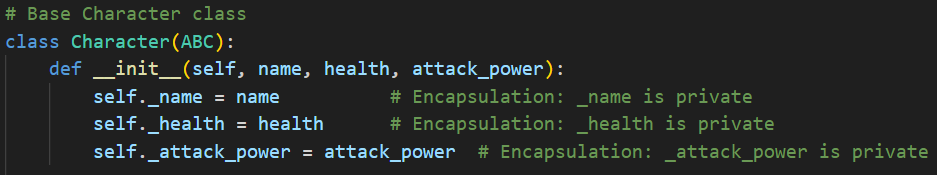 # Base Character class
class Character(ABC):
    def __init__(self, name, health, attack_power):
        self._name = name          # Encapsulation: _name is private
        self._health = health      # Encapsulation: _health is private
        self._attack_power = attack_power  # Encapsulation: _attack_power is private